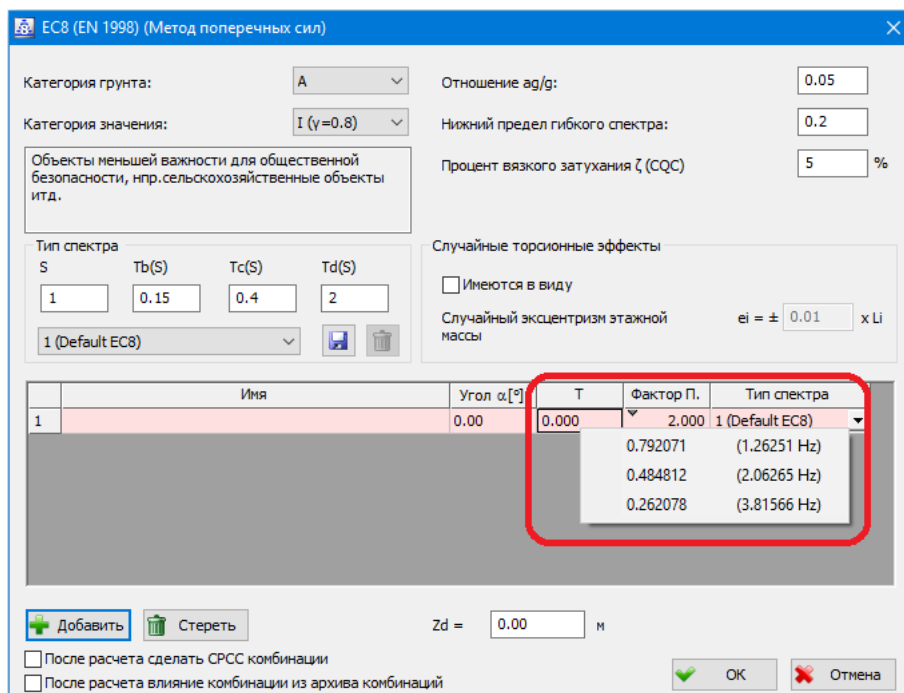 EC8 (EN 1998) (Метод поперечных сил)
Категория грунта: A Отношение ag/g: 0.05
Категория значения: I (γ=0.8) Нижний предел гибкого спектра: 0.2
Объекты меньшей важности для общественной
безопасности, нпр.сельскохозяйственные объекты
итд.
Процент вязкого затухания ζ (CQC) 5 %
Тип спектра
S Tb(S) Tc(S) Td(S)
1 0.15 0.4 2
1 (Default EC8)
Случайные торсионные эффекты
Имеются в виду
Случайный эксцентризм этажной
массы
ei = ± 0.01 x Li
Имя Угол α[°] T Фактор П. Тип спектра
1 0.00 0.000 2.000 1 (Default EC8)
0.792071 (1.26251 Hz)
0.484812 (2.06265 Hz)
0.262078 (3.81566 Hz)
Добавить Стереть Zd = 0.00 м
После расчета сделать СРСС комбинации
После расчета влияние комбинации из архива комбинаций
OK Отмена